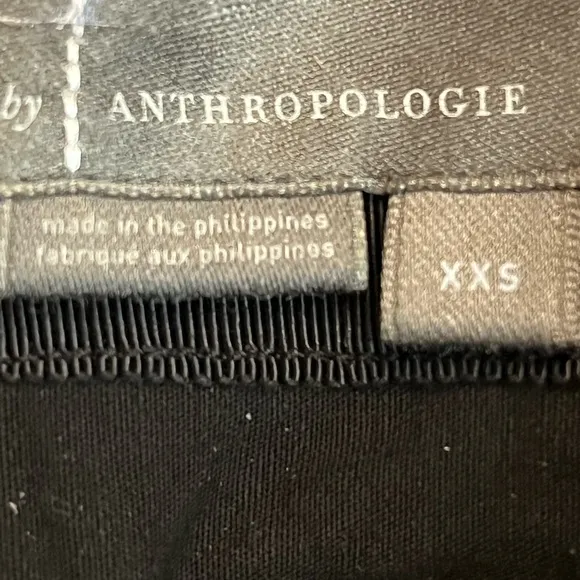 by ANTHROPOLOGIE
made in the philippines
fabriqué aux philippines
XXS